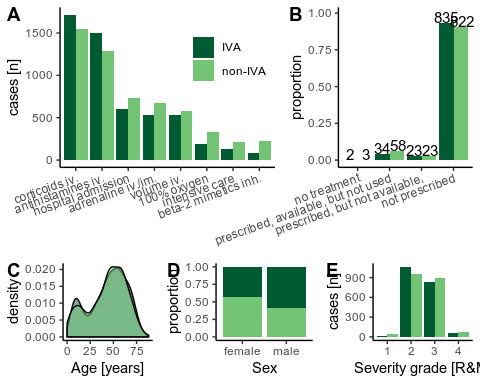 A
cases [n]
1500
1000
500
0
IVA
non-IVA
corticoids iv.
antihistamines iv.
hospital admission
adrenaline iv./im.
volume iv.
100% oxygen
intensive care
beta-2 mimetics inh.
B
proportion
1.00
0.75
0.50
0.25
0.00
2 3 34 58 23 23 835 822
no treatment
prescribed, available, but not used
prescribed, but not available,
not prescribed
C
density
0.020
0.015
0.010
0.005
0.000
0 25 50 75
Age [years]
D
proportion
1.00
0.75
0.50
0.25
0.00
female male
Sex
E
cases [n]
900
600
300
0
1 2 3 4
Severity grade [R&M